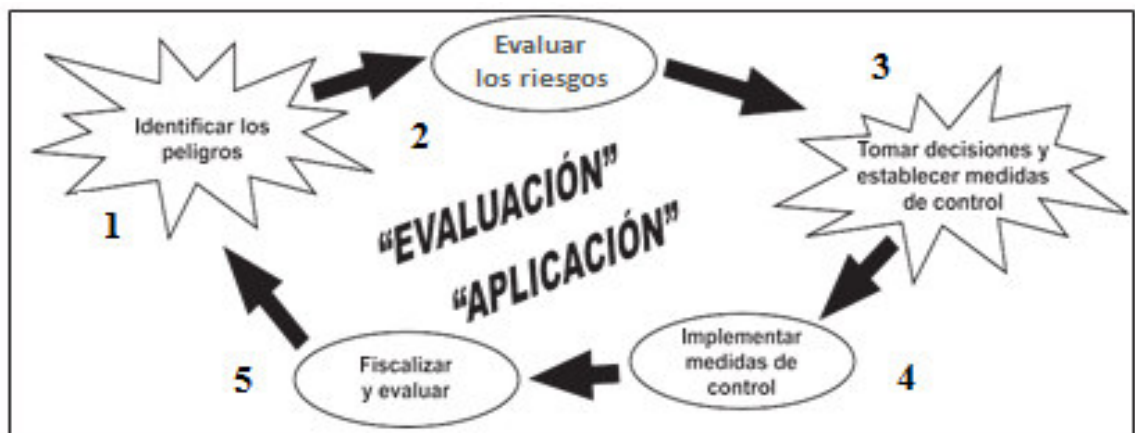 1
Identificar los
peligros
2
Evaluar
los riesgos
3
Tomar decisiones y
establecer medidas
de control
4
Implementar
medidas de
control
5
Fiscalizar
y evaluar
“EVALUACIÓN”
“APLICACIÓN”